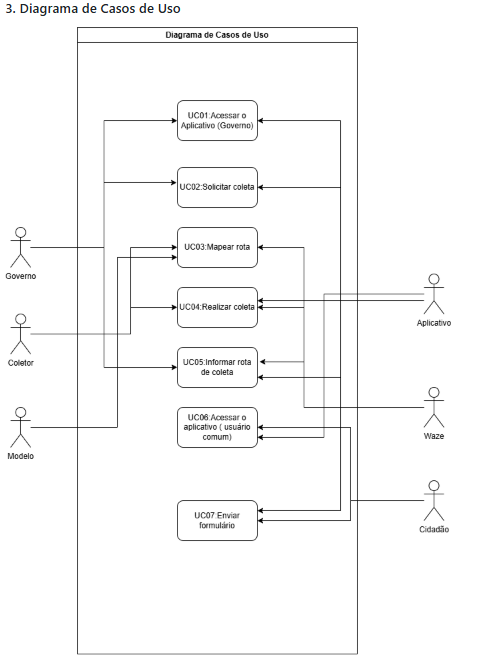 3. Diagrama de Casos de Uso
Diagrama de Casos de Uso
UC01:Acessar o
Aplicativo (Governo)
UC02:Solicitar coleta
UC03:Mapear rota
Governo
UC04:Realizar coleta
Aplicativo
Coletor
UC05:Informar rota
de coleta
UC06:Acessar o
aplicativo ( usuário
comum)
Waze
Modelo
UC07:Enviar
formulário
Cidadão